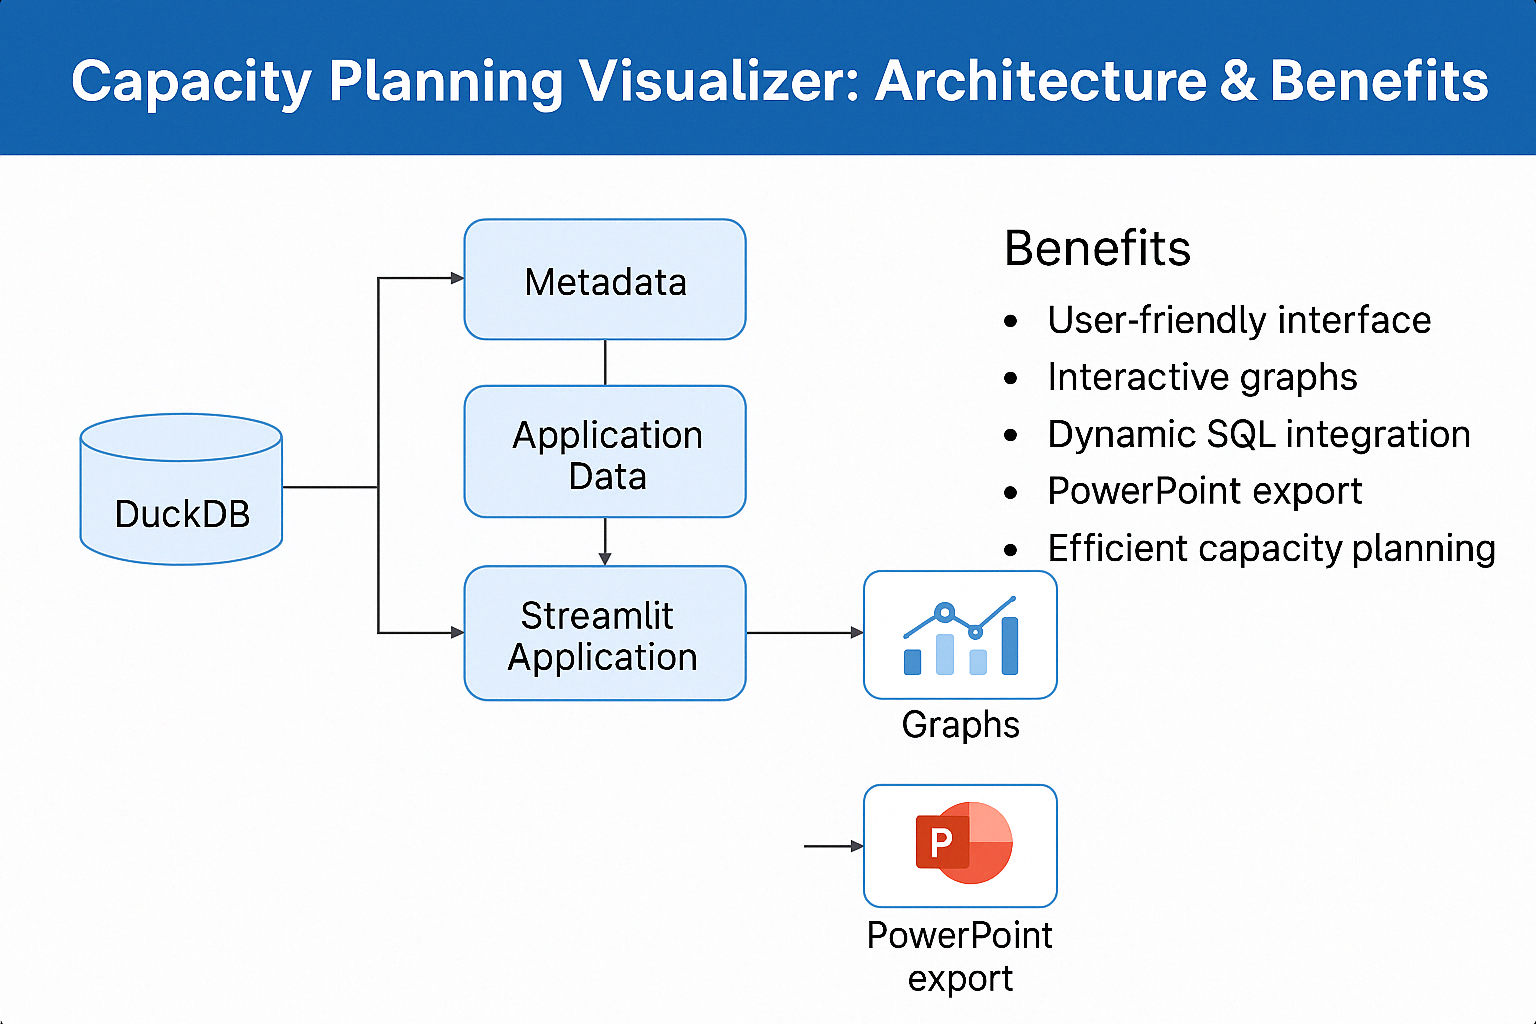 Capacity Planning Visualizer: Architecture & Benefits
Metadata
Application
Data
DuckDB
Streamlit
Application
Benefits
• User-friendly interface
• Interactive graphs
• Dynamic SQL integration
• PowerPoint export
• Efficient capacity planning
Graphs
P
PowerPoint
export